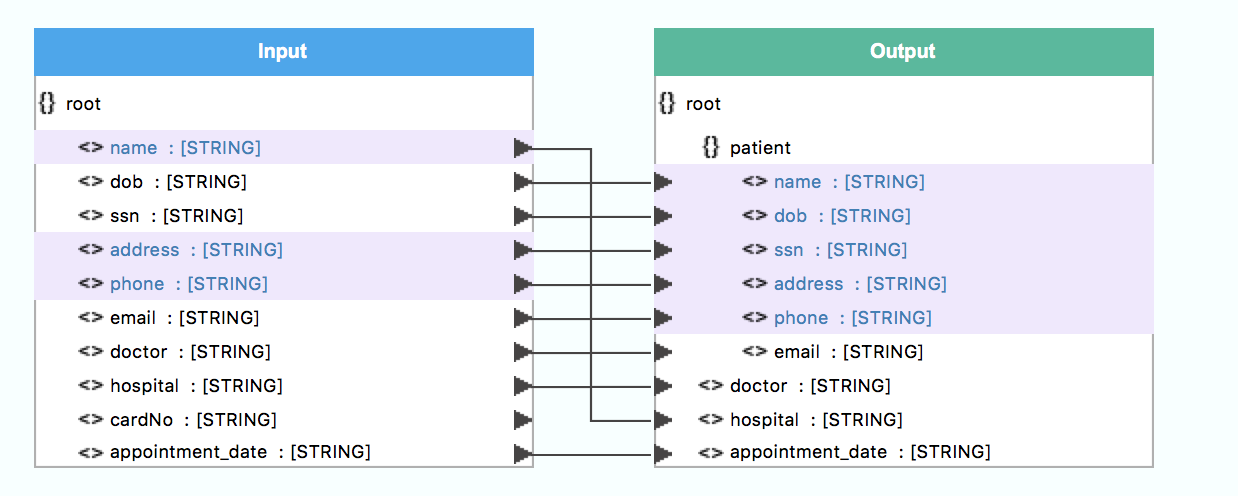 Input
{} root
<> name : [STRING]
<> dob : [STRING]
<> ssn : [STRING]
<> address : [STRING]
<> phone : [STRING]
<> email : [STRING]
<> doctor : [STRING]
<> hospital : [STRING]
<> cardNo : [STRING]
<> appointment_date : [STRING]
Output
{} root
{} patient
<> name : [STRING]
<> dob : [STRING]
<> ssn : [STRING]
<> address : [STRING]
<> phone : [STRING]
<> email : [STRING]
<> doctor : [STRING]
<> hospital : [STRING]
<> appointment_date : [STRING]